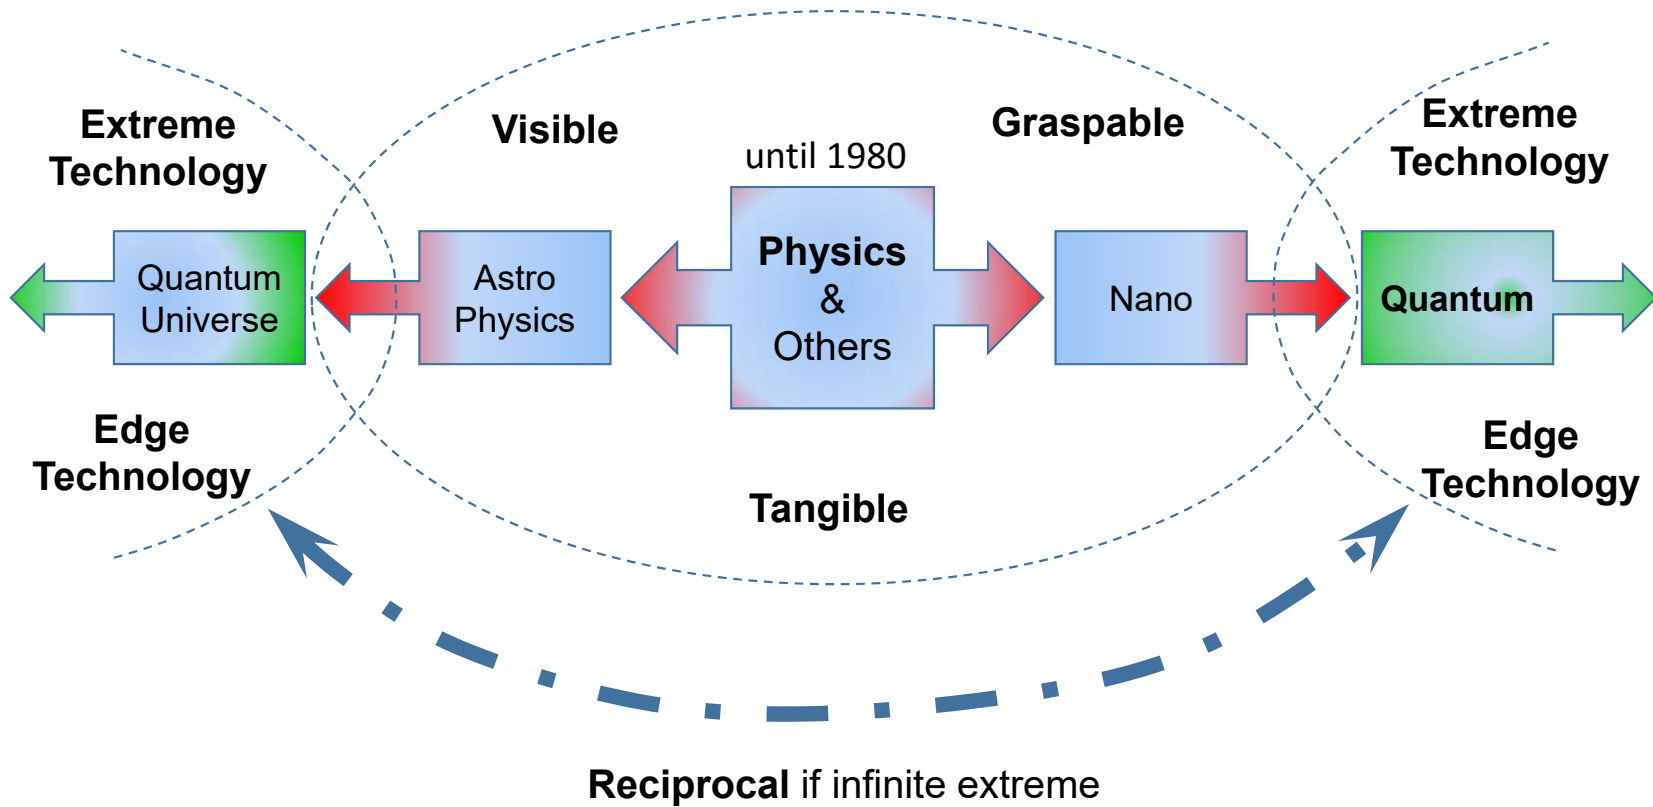 Extreme
Technology
Visible
until 1980
Graspable
Extreme
Technology
Quantum
Universe
Astro
Physics
Physics
&
Others
Nano
Quantum
Edge
Technology
Tangible
Edge
Technology
Reciprocal if infinite extreme